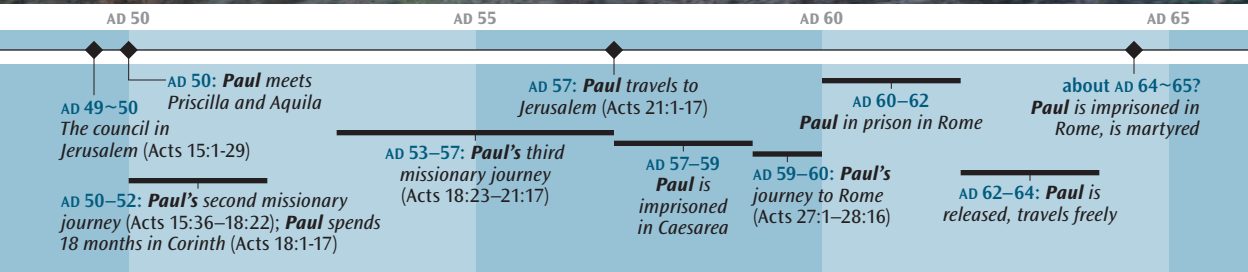 AD 50
AD 55
AD 60
AD 65
AD 49~50
The council in
Jerusalem (Acts 15:1-29)
AD 50: Paul meets
Priscilla and Aquila
AD 50–52: Paul's second missionary
journey (Acts 15:36–18:22); Paul spends
18 months in Corinth (Acts 18:1-17)
AD 53–57: Paul's third
missionary journey
(Acts 18:23–21:17)
AD 57: Paul travels to
Jerusalem (Acts 21:1-17)
AD 57–59
Paul is
imprisoned
in Caesarea
AD 59–60: Paul's
journey to Rome
(Acts 27:1–28:16)
AD 60–62
Paul in prison in Rome
AD 62–64: Paul is
released, travels freely
about AD 64~65?
Paul is imprisoned in
Rome, is martyred